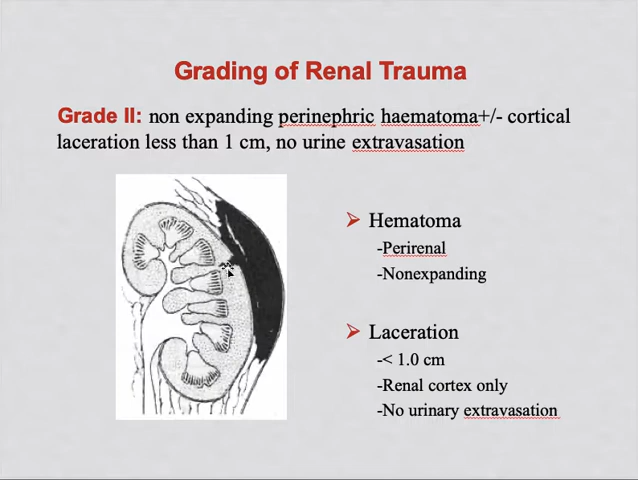 Grading of Renal Trauma
Grade II: non expanding perinephric haematoma+/- cortical
laceration less than 1 cm, no urine extravasation
➢ Hematoma
-Perirenal
-Nonexpanding
➢ Laceration
-< 1.0 cm
-Renal cortex only
-No urinary extravasation